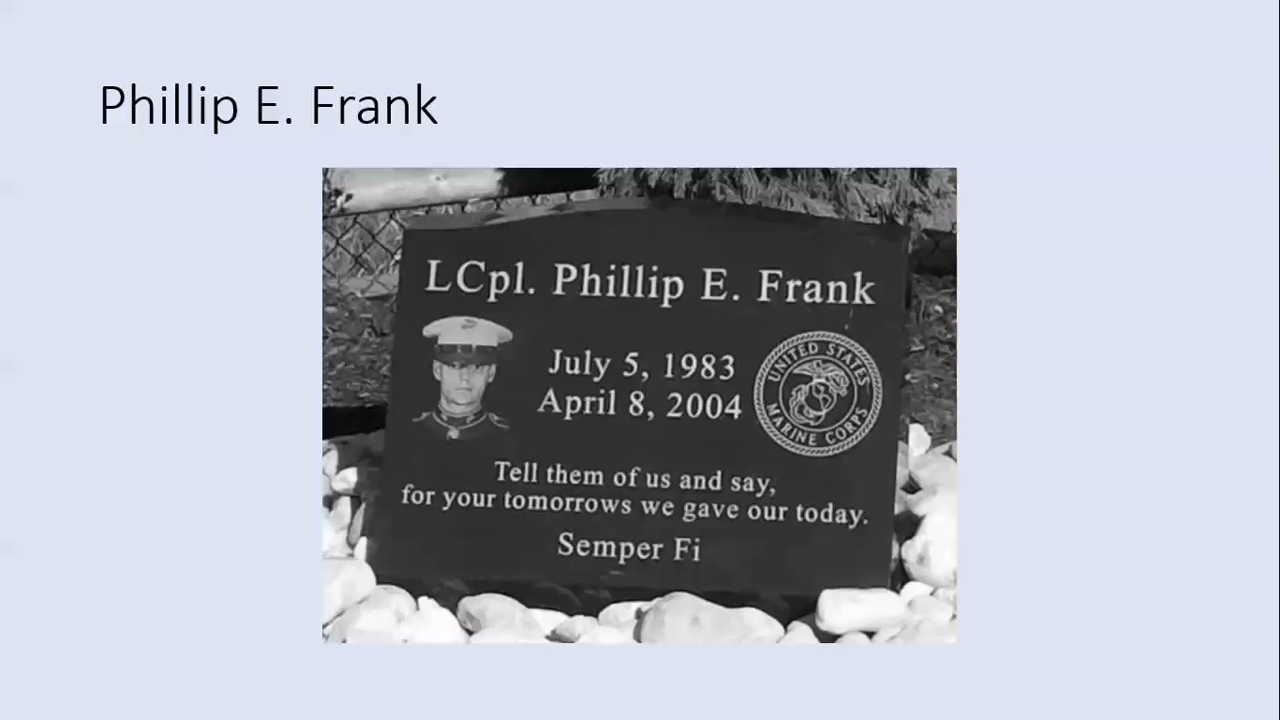 Phillip E. Frank
LCpl. Phillip E. Frank
July 5, 1983
April 8, 2004
UNITED STATES
MARINE CORPS
Tell them of us and say,
for your tomorrows we gave our today.
Semper Fi